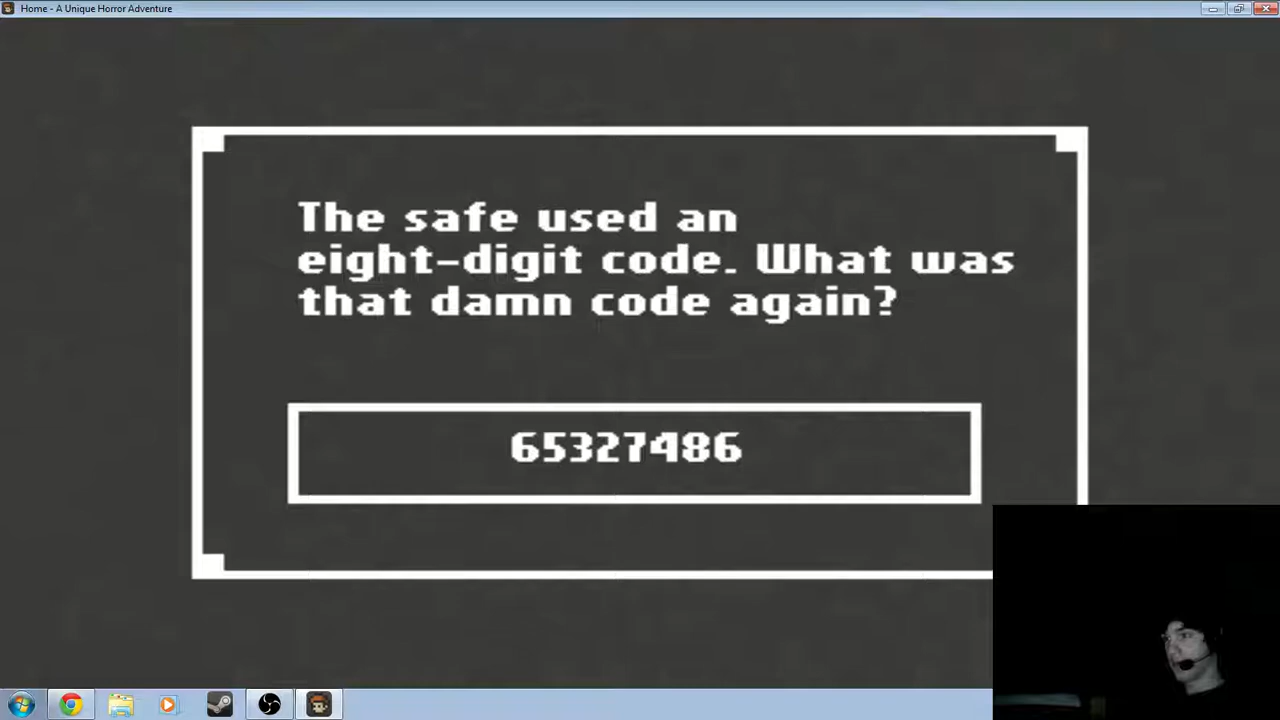 Home - A Unique Horror Adventure
The safe used an
eight-digit code. What was
that damn code again?
65327486